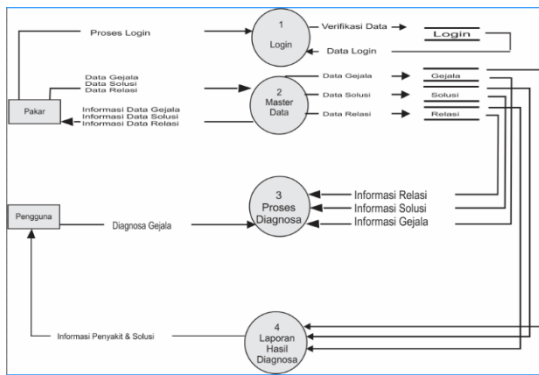 1
Login
Proses Login
Verifikasi Data
Login
Data Login
Data Gejala
Data Solusi
Data Relasi
Pakar
Informasi Data Gejala
Informasi Data Solusi
Informasi Data Relasi
2
Master
Data
Data Gejala
Gejala
Data Solusi
Solusi
Data Relasi
Relasi
Pengguna
Diagnosa Gejala
3
Proses
Diagnosa
Informasi Relasi
Informasi Solusi
Informasi Gejala
Informasi Penyakit & Solusi
4
Laporan
Hasil
Diagnosa